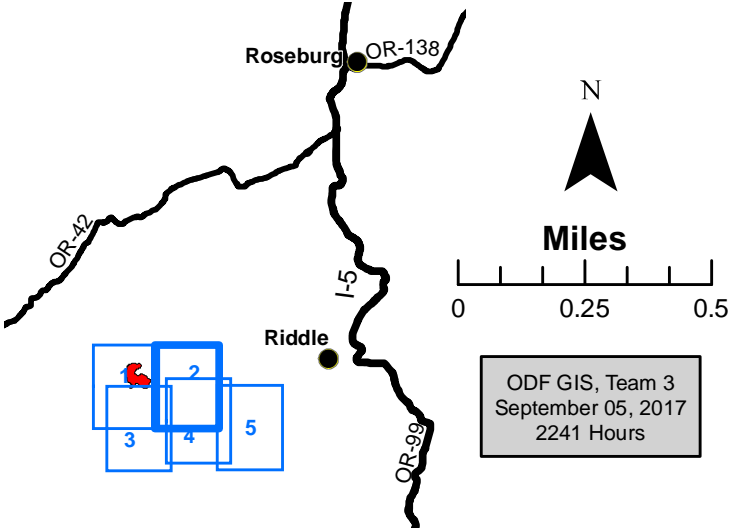 Roseburg
OR-138
N
OR-42
Miles
I-5
0
0.25
0.5
Riddle
1
2
3
4
5
OR-99
ODF GIS, Team 3
September 05, 2017
2241 Hours